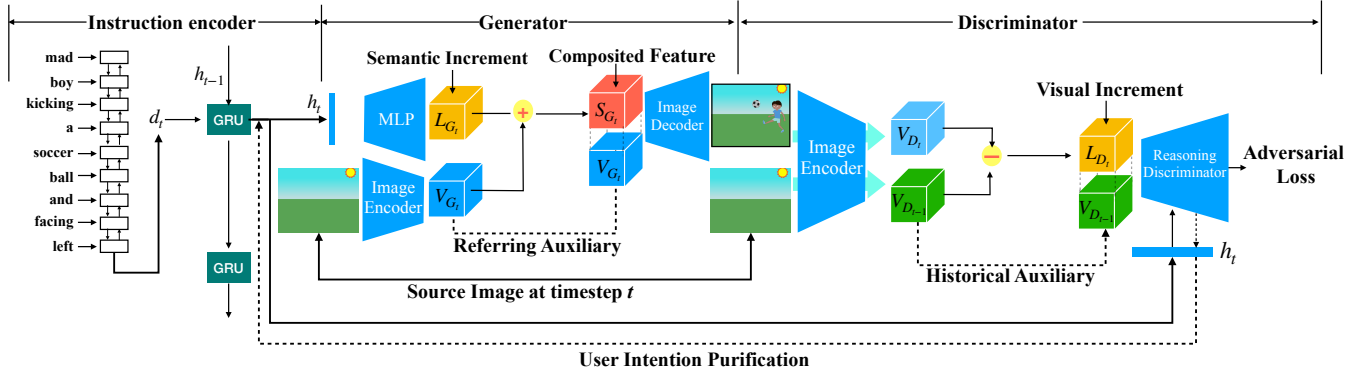 Instruction encoder
Generator
Discriminator
mad
boy
kicking
a
soccer
ball
and
facing
left
d_t
h_{t-1}
GRU
GRU
h_t
Semantic Increment
MLP
L_{G_t}
+
Image
Encoder
V_{G_t}
Composited Feature
S_{G_t}
V_{G_t}
Image
Decoder
Referring Auxiliary
Source Image at timestep t
Image
Encoder
V_{D_t}
V_{D_{t-1}}
−
Visual Increment
L_{D_t}
V_{D_{t-1}}
Historical Auxiliary
Reasoning
Discriminator
Adversarial
Loss
h_t
User Intention Purification